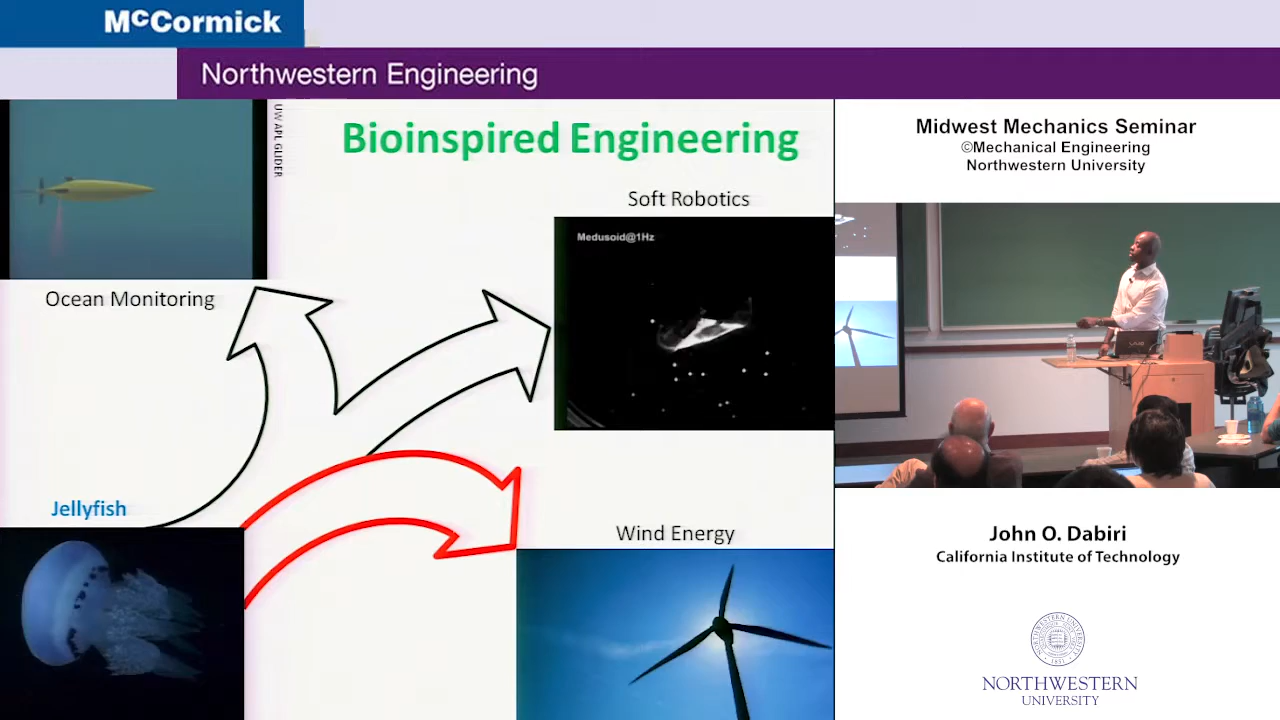 McCormick
Northwestern Engineering
UW APL GLIDER
Bioinspired Engineering
Soft Robotics
Medusoid@1Hz
Ocean Monitoring
Jellyfish
Wind Energy
Midwest Mechanics Seminar
©Mechanical Engineering
Northwestern University
VAIO
John O. Dabiri
California Institute of Technology
NORTHWESTERN
UNIVERSITY